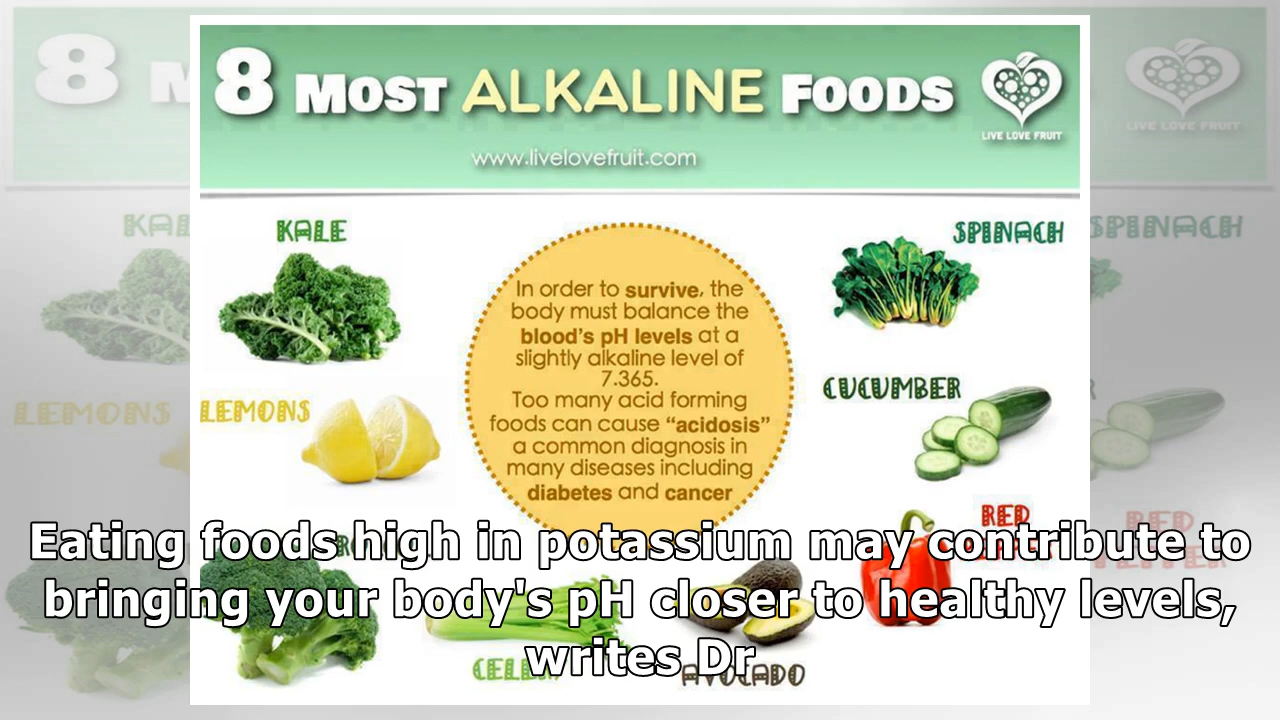 8 MOST ALKALINE FOODS
LIVE LOVE FRUIT
www.livelovefruit.com
KALE
SPINACH
SPINACH
In order to survive, the
body must balance the
blood's pH levels at a
slightly alkaline level of
7.365.
Too many acid forming
foods can cause "acidosis"
a common diagnosis in
many diseases including
diabetes and cancer
LEMONS
LEMONS
CUCUMBER
RED
RED
Eating foods high in potassium may contribute to
bringing your body's pH closer to healthy levels,
writes Dr
AVOCADO